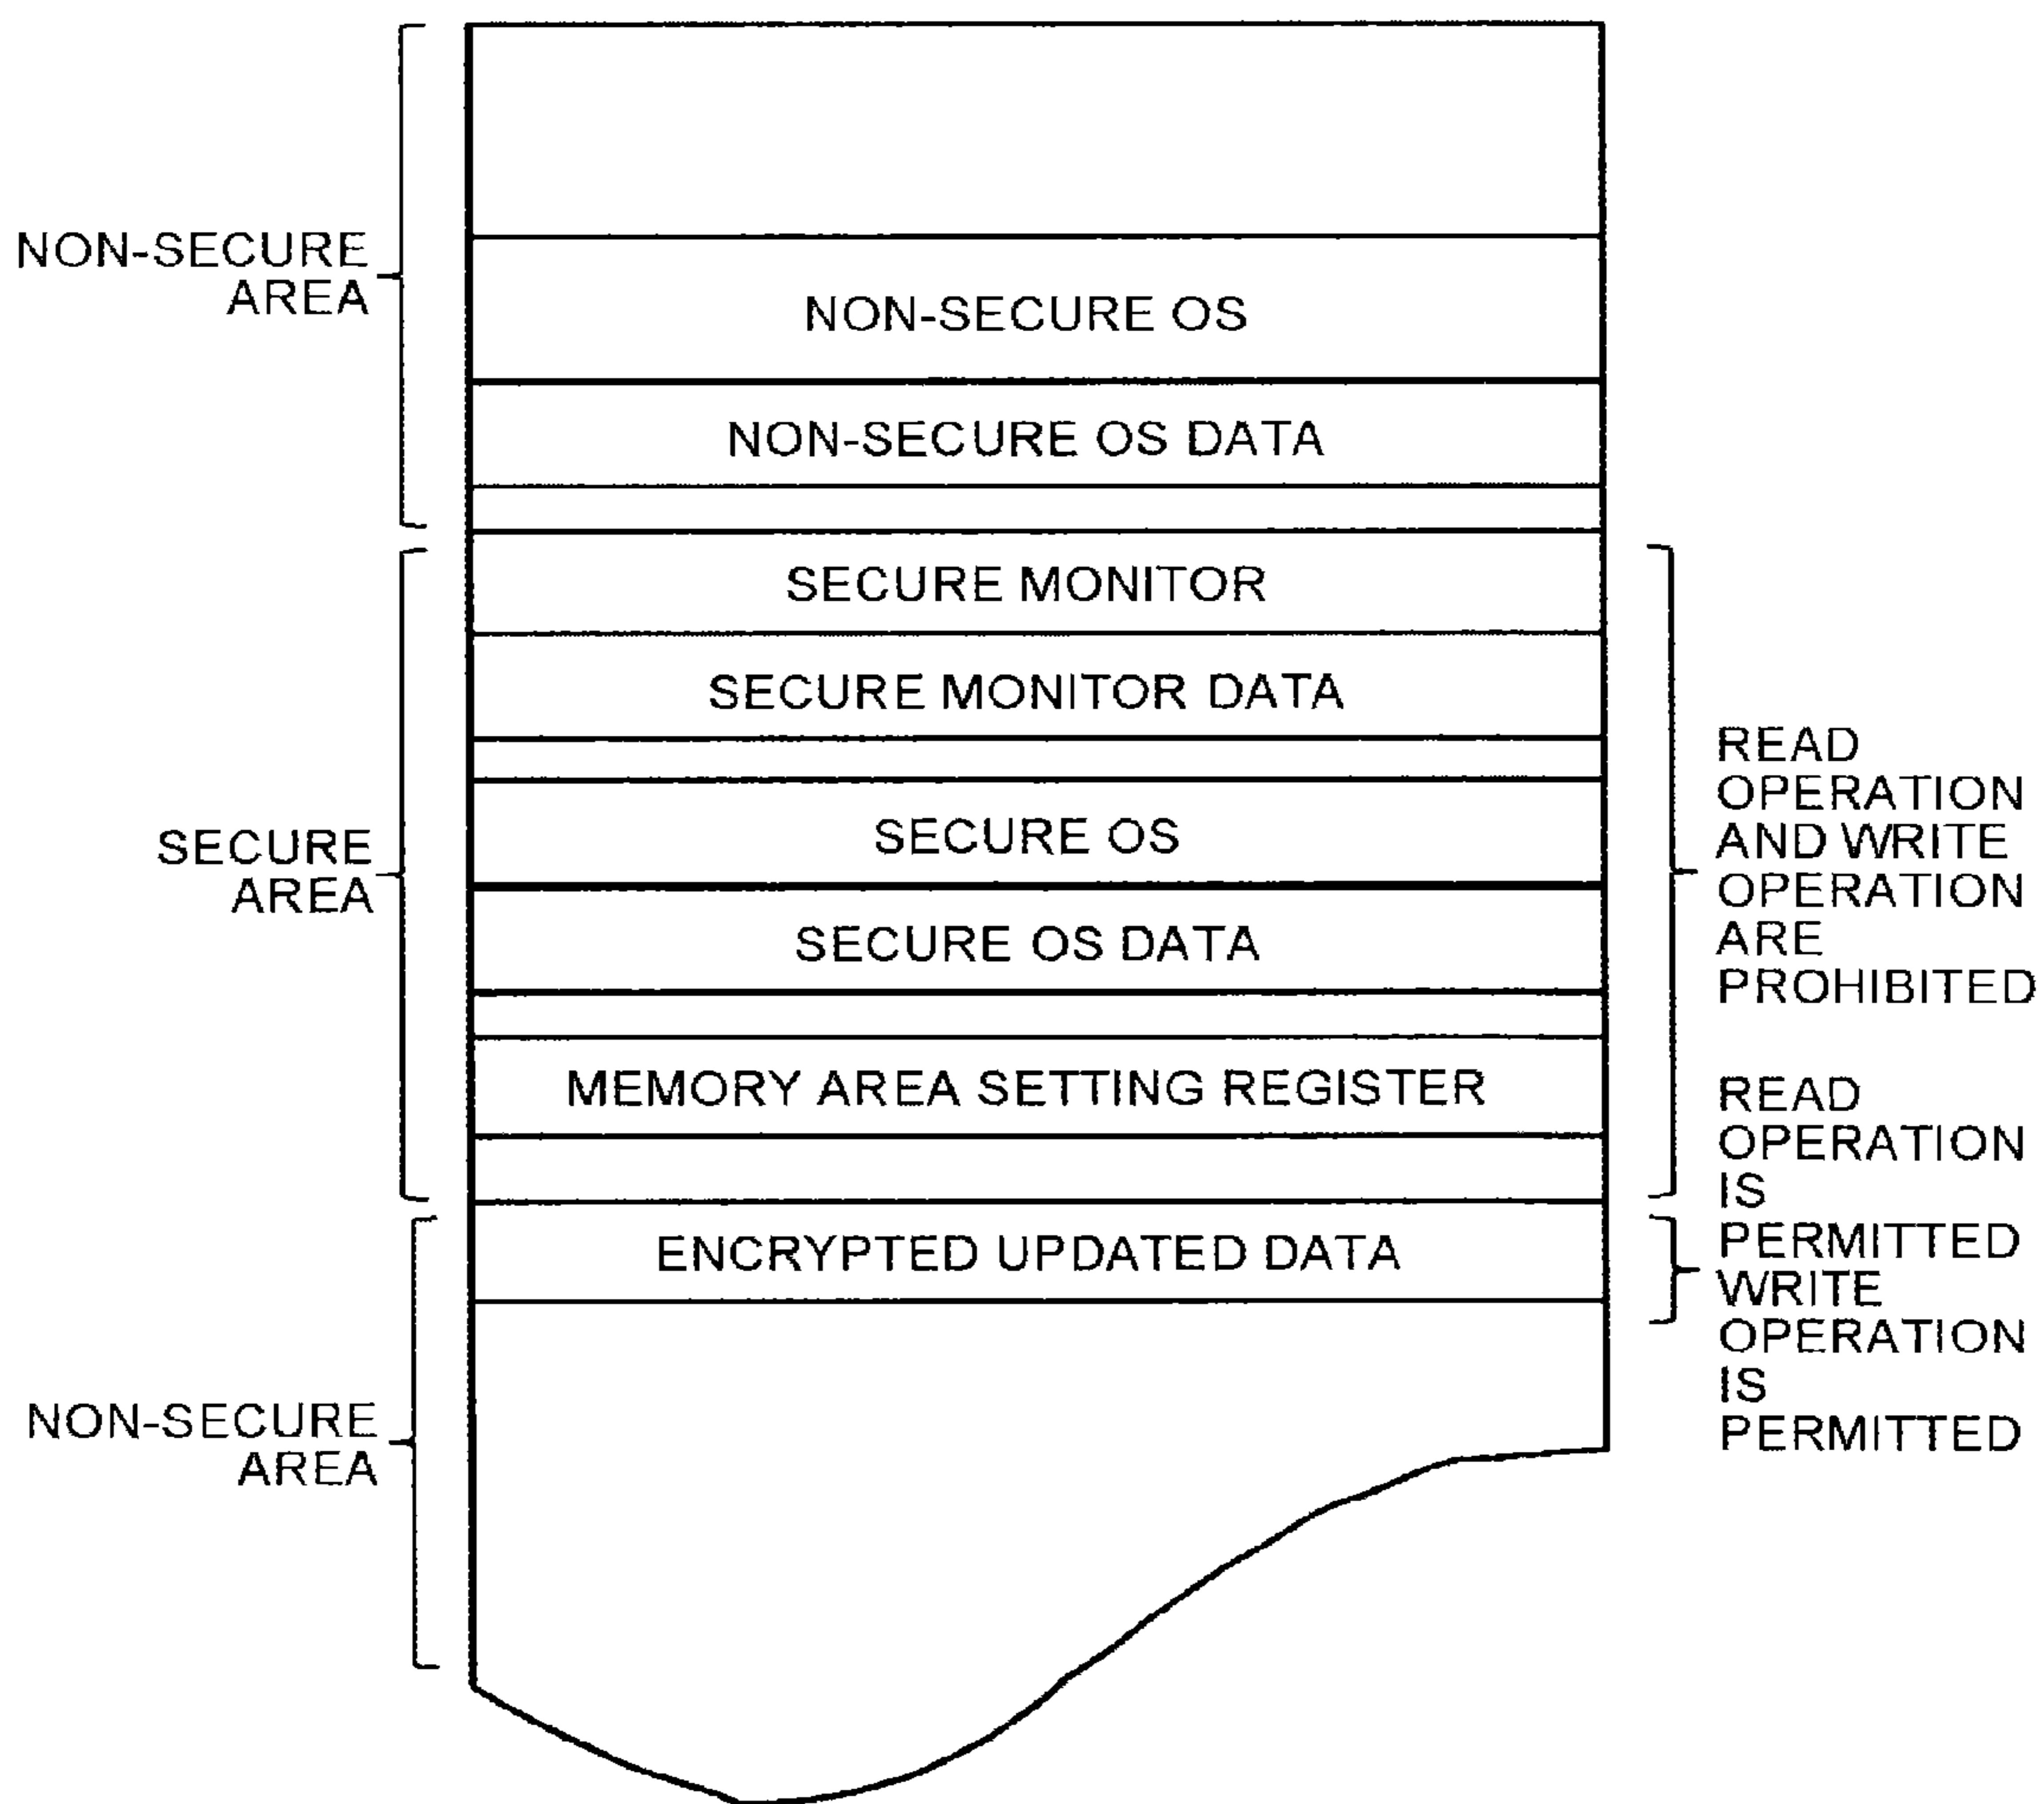 NON-SECURE
AREA
NON-SECURE OS
NON-SECURE OS DATA
SECURE MONITOR
SECURE MONITOR DATA
SECURE
AREA
SECURE OS
SECURE OS DATA
MEMORY AREA SETTING REGISTER
READ
OPERATION
AND WRITE
OPERATION
ARE
PROHIBITED
ENCRYPTED UPDATED DATA
READ
OPERATION
IS
PERMITTED
WRITE
OPERATION
IS
PERMITTED
NON-SECURE
AREA